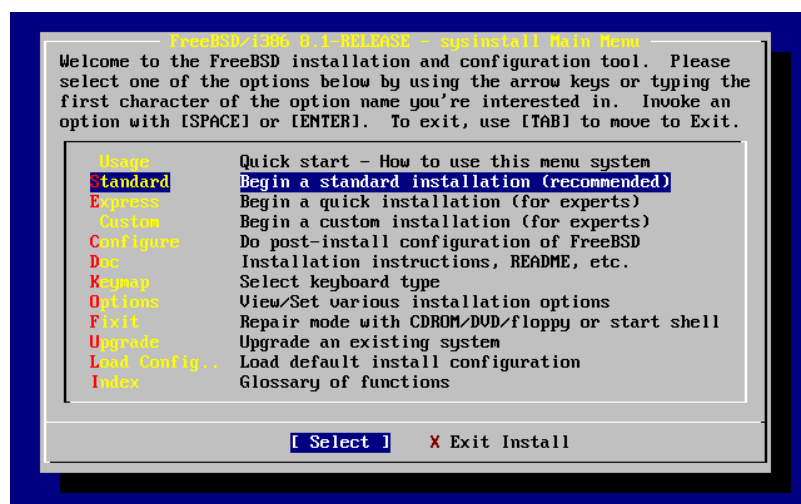 FreeBSD/i386 8.1-RELEASE - sysinstall Main Menu
Welcome to the FreeBSD installation and configuration tool.  Please
select one of the options below by using the arrow keys or typing the
first character of the option name you're interested in.  Invoke an
option with [SPACE] or [ENTER].  To exit, use [TAB] to move to Exit.
Usage Quick start - How to use this menu system
Standard Begin a standard installation (recommended)
Express Begin a quick installation (for experts)
Custom Begin a custom installation (for experts)
Configure Do post-install configuration of FreeBSD
Doc Installation instructions, README, etc.
Keymap Select keyboard type
Options View/Set various installation options
Fixit Repair mode with CDROM/DVD/floppy or start shell
Upgrade Upgrade an existing system
Load Config.. Load default install configuration
Index Glossary of functions
[ Select ] X Exit Install